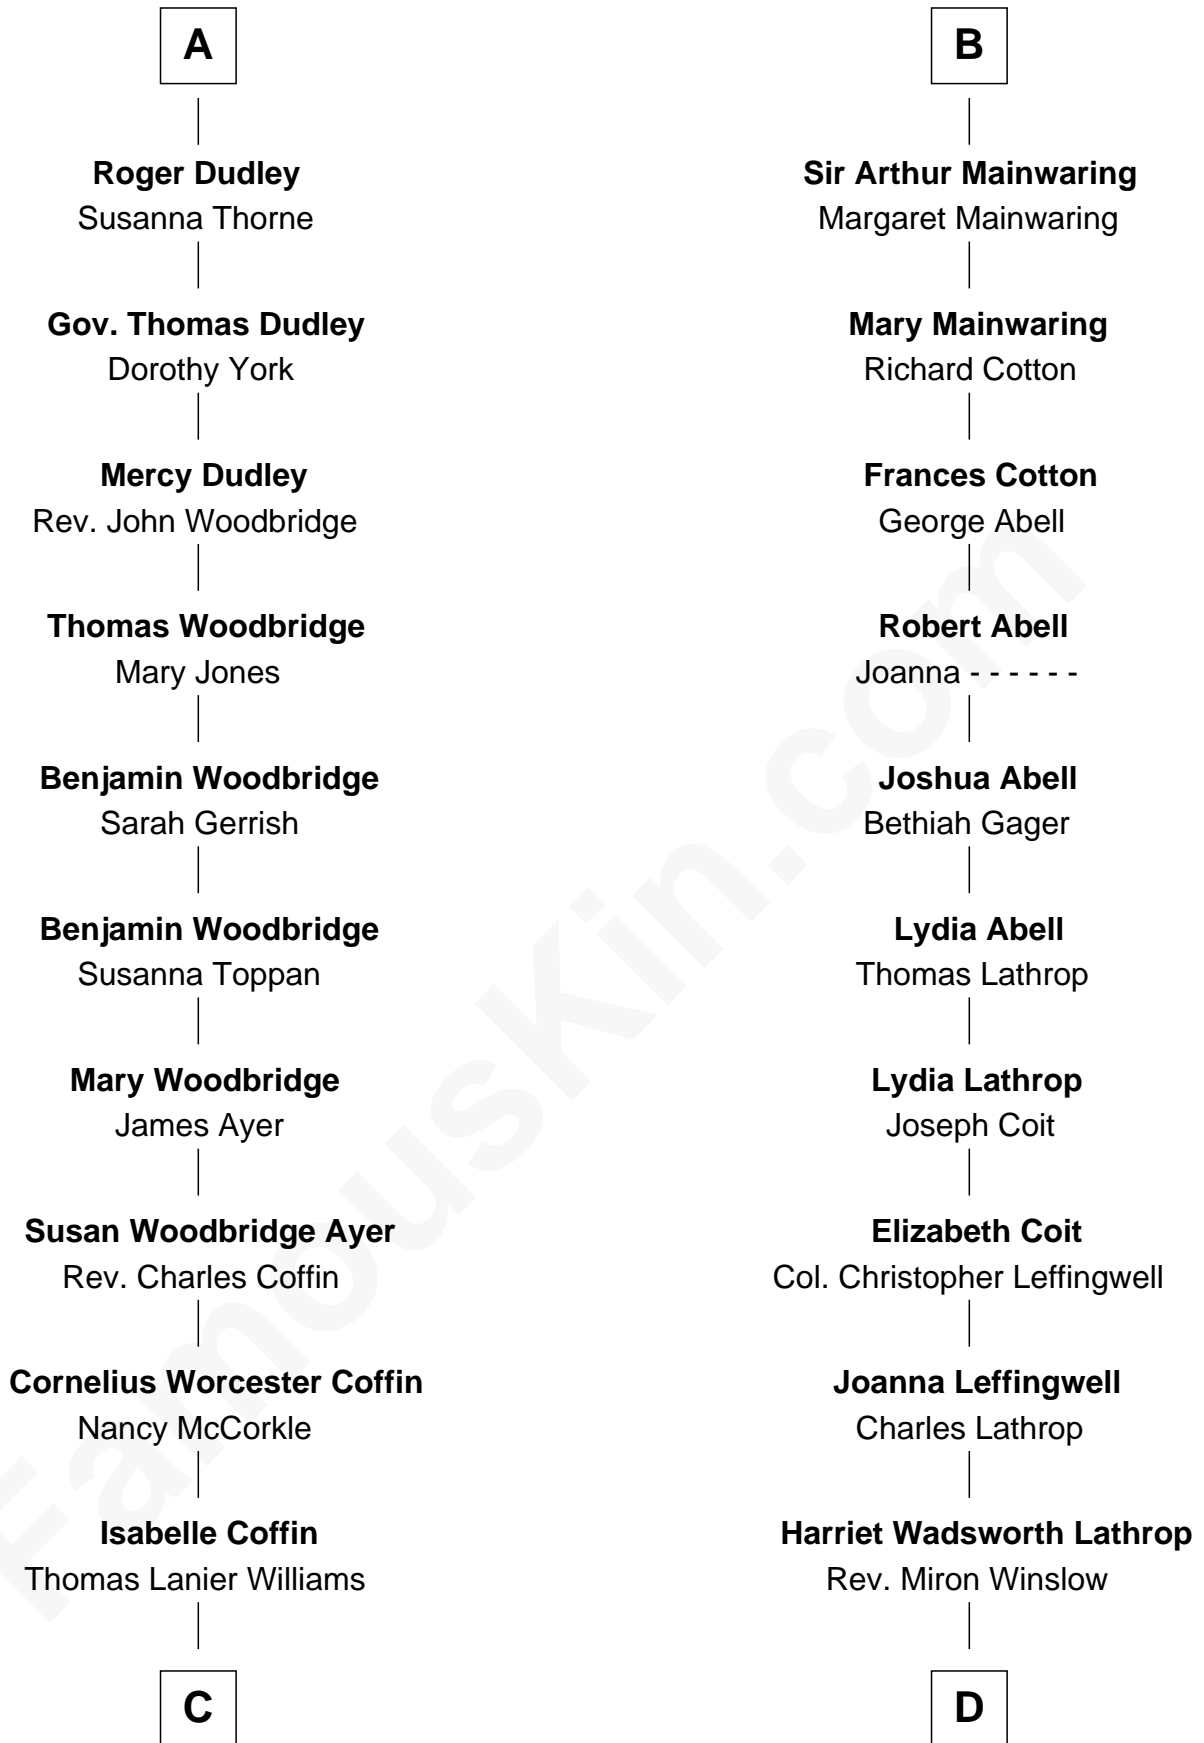 A
Roger Dudley
Susanna Thorne
Gov. Thomas Dudley
Dorothy York
Mercy Dudley
Rev. John Woodbridge
Thomas Woodbridge
Mary Jones
Benjamin Woodbridge
Sarah Gerrish
Benjamin Woodbridge
Susanna Toppan
Mary Woodbridge
James Ayer
Susan Woodbridge Ayer
Rev. Charles Coffin
Cornelius Worcester Coffin
Nancy McCorkle
Isabelle Coffin
Thomas Lanier Williams
C
B
Sir Arthur Mainwaring
Margaret Mainwaring
Mary Mainwaring
Richard Cotton
Frances Cotton
George Abell
Robert Abell
Joanna - - - - - -
Joshua Abell
Bethiah Gager
Lydia Abell
Thomas Lathrop
Lydia Lathrop
Joseph Coit
Elizabeth Coit
Col. Christopher Leffingwell
Joanna Leffingwell
Charles Lathrop
Harriet Wadsworth Lathrop
Rev. Miron Winslow
D
FamousKin.com